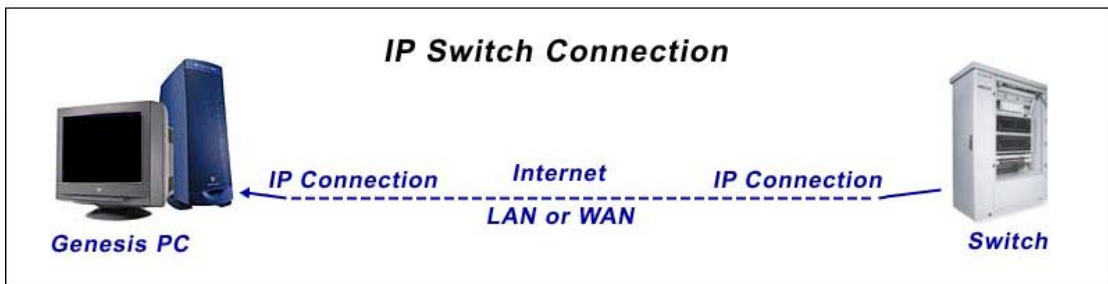 IP Switch Connection
IP Connection
Internet
IP Connection
LAN or WAN
Genesis PC
Switch